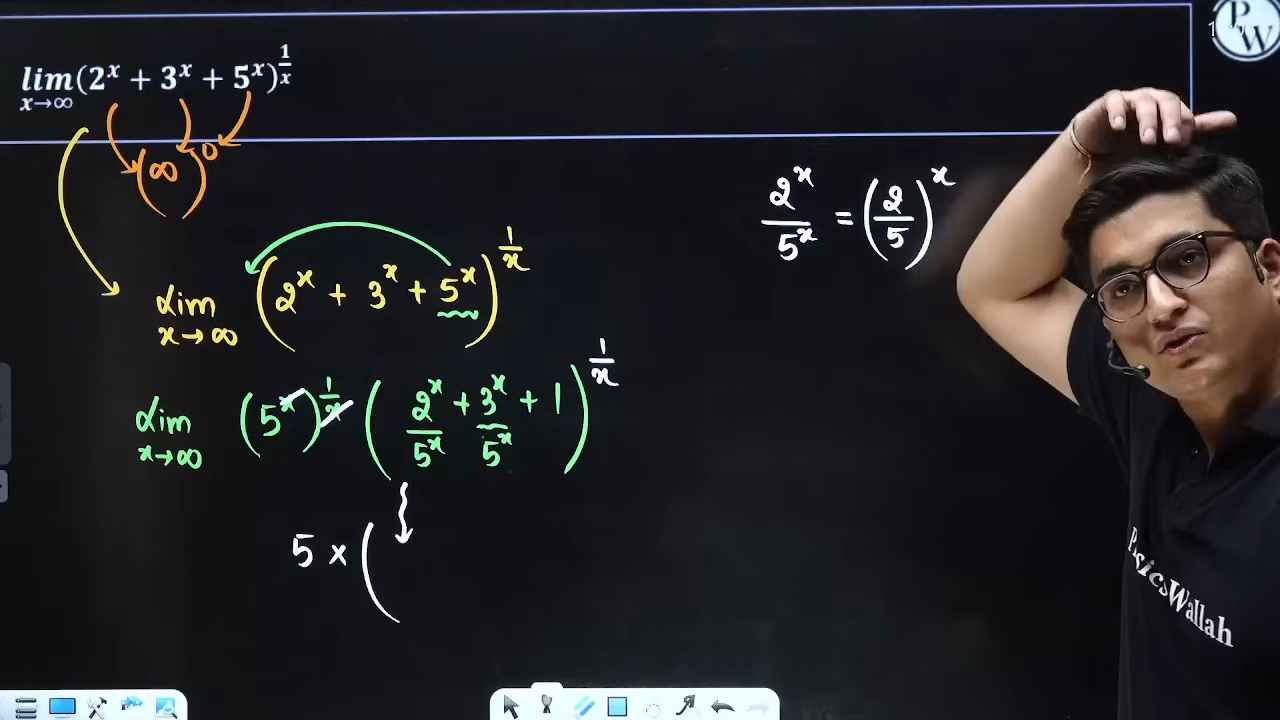 lim x→∞ (2^x + 3^x + 5^x)^(1/x)
PW
(∞)^0
2^x/5^x = (2/5)^x
Lim x→∞ (2^x + 3^x + 5^x)^(1/x)
Lim x→∞ (5^x)^(1/x) (2^x/5^x + 3^x/5^x + 1)^(1/x)
5 × (
PhysicsWallah